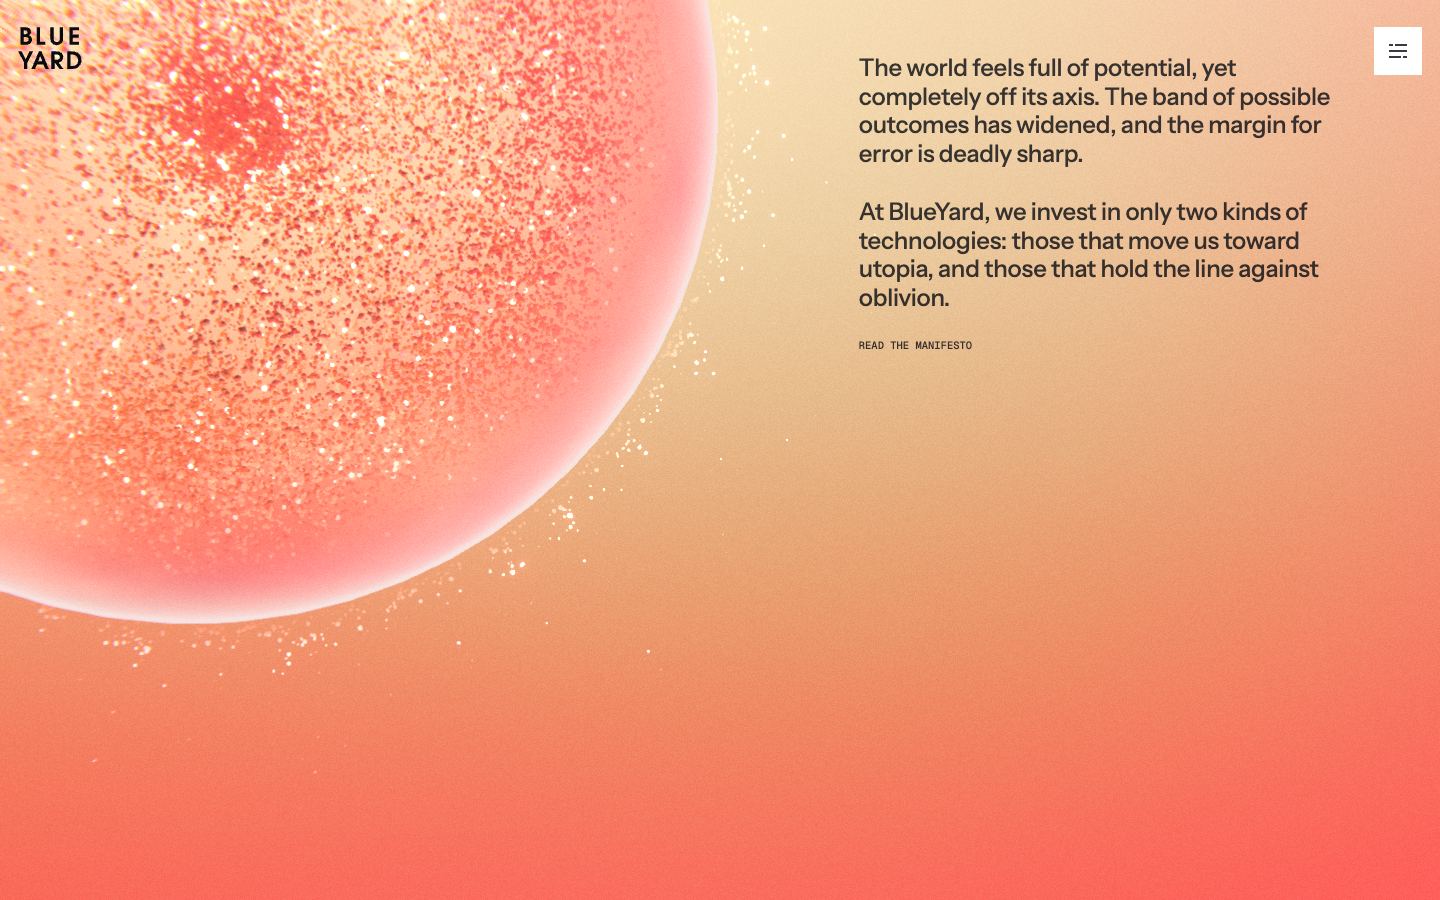 BLUE
YARD
The world feels full of potential, yet
completely off its axis. The band of possible
outcomes has widened, and the margin for
error is deadly sharp.
At BlueYard, we invest in only two kinds of
technologies: those that move us toward
utopia, and those that hold the line against
oblivion.
READ THE MANIFESTO